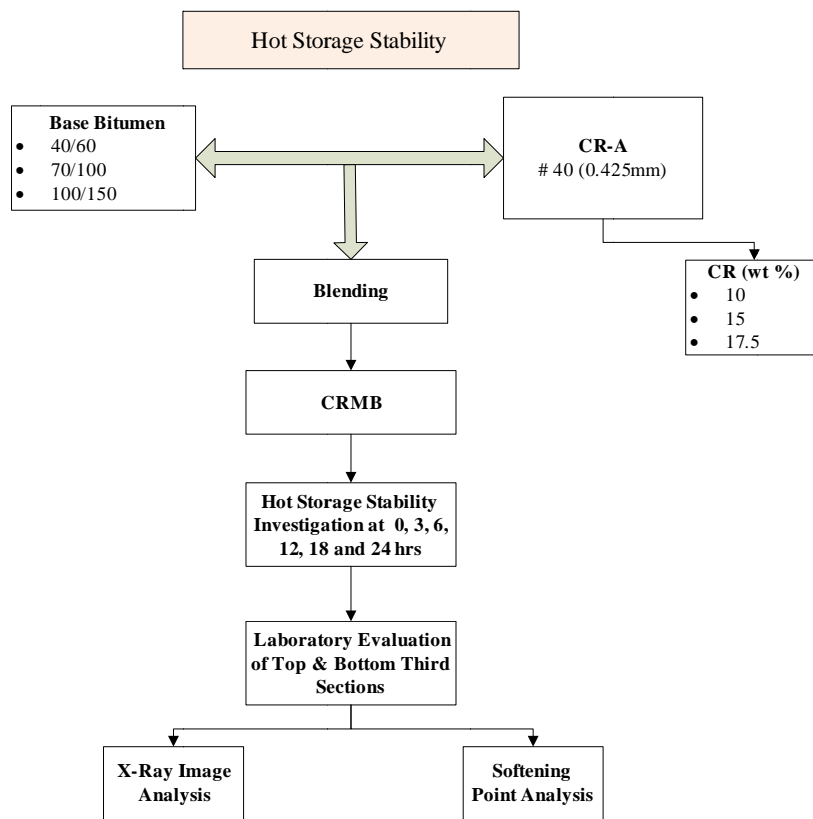 Hot Storage Stability
Base Bitumen
• 40/60
• 70/100
• 100/150
CR-A
# 40 (0.425mm)
CR (wt %)
• 10
• 15
• 17.5
Blending
CRMB
Hot Storage Stability
Investigation at 0, 3, 6,
12, 18 and 24 hrs
Laboratory Evaluation
of Top & Bottom Third
Sections
X-Ray Image
Analysis
Softening
Point Analysis